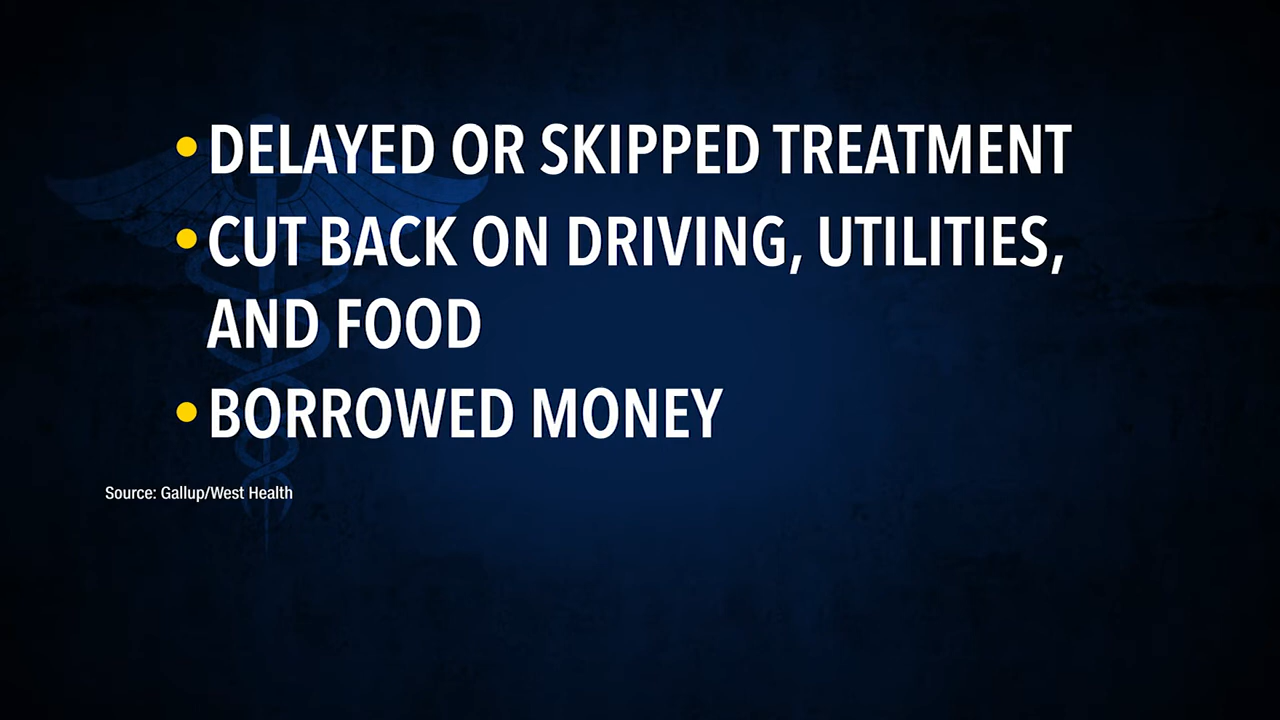 • DELAYED OR SKIPPED TREATMENT
• CUT BACK ON DRIVING, UTILITIES,
AND FOOD
• BORROWED MONEY
Source: Gallup/West Health